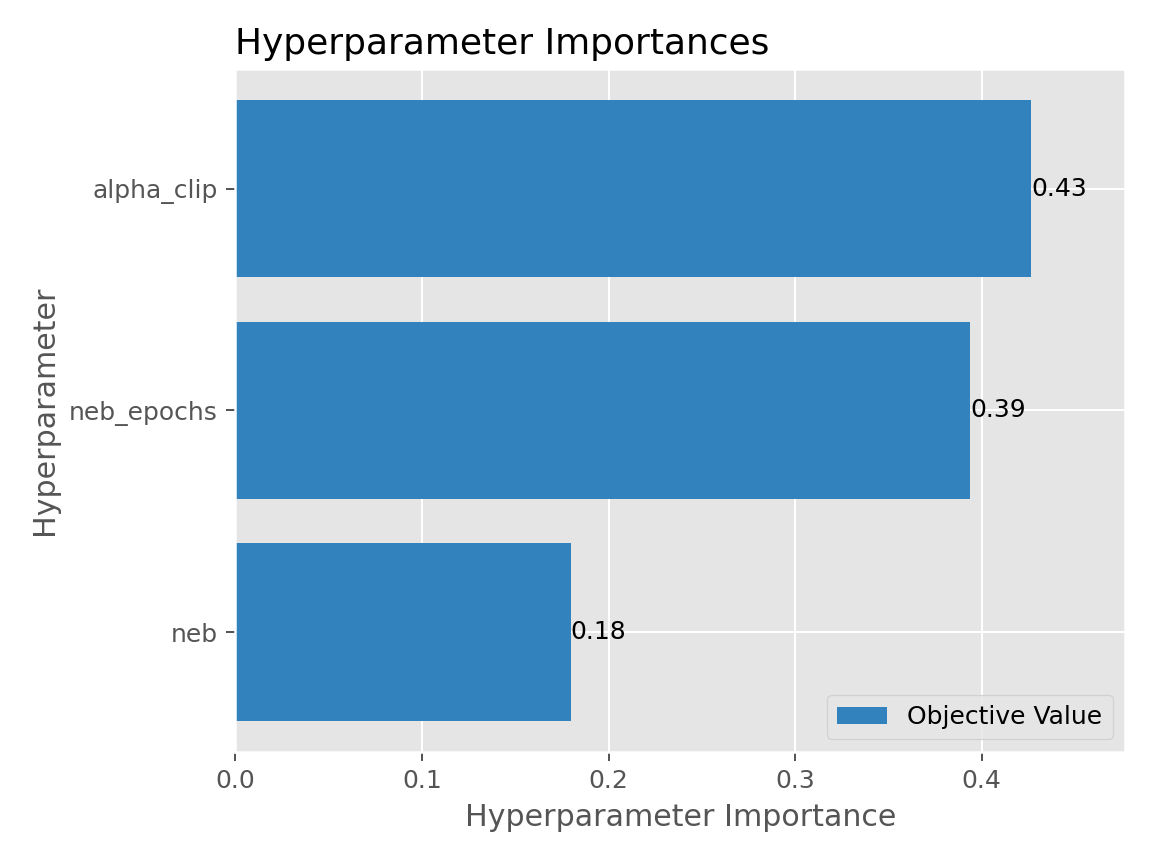 Hyperparameter Importances
Hyperparameter
alpha_clip
0.43
neb_epochs
0.39
neb
0.18
Objective Value
0.0 0.1 0.2 0.3 0.4
Hyperparameter Importance